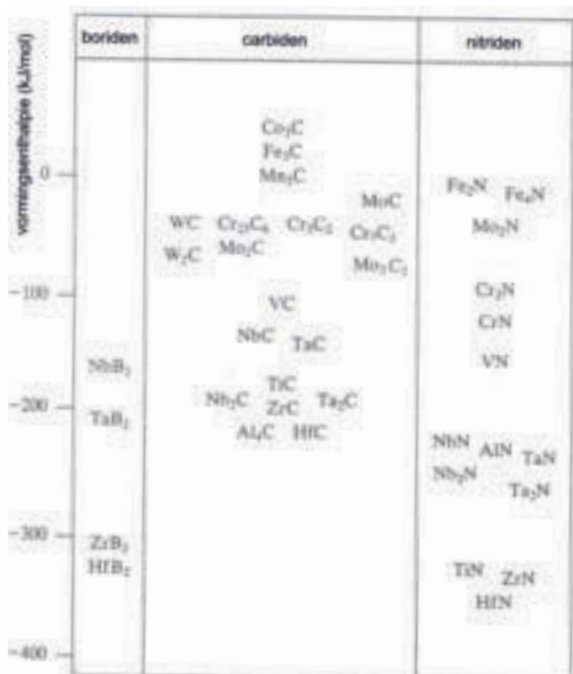 boriden carbiden nitriden
vormingsenthalpie (kJ/mol)
Co₃C
Fe₃C
0 Mn₃C Fe₂N Fe₄N
MoC
WC Cr₂₃C₆ Cr₃C₂ Cr₇C₃ Mo₂N
W₂C Mo₂C Mo₃C₂
−100 VC Cr₂N
CrN
NbC TaC
NbB₂ VN
TiC
−200 Nb₂C ZrC Ta₂C
TaB₂ Al₄C HfC
NbN AlN TaN
Nb₂N Ta₂N
−300
ZrB₂
HfB₂ TiN ZrN
HfN
−400